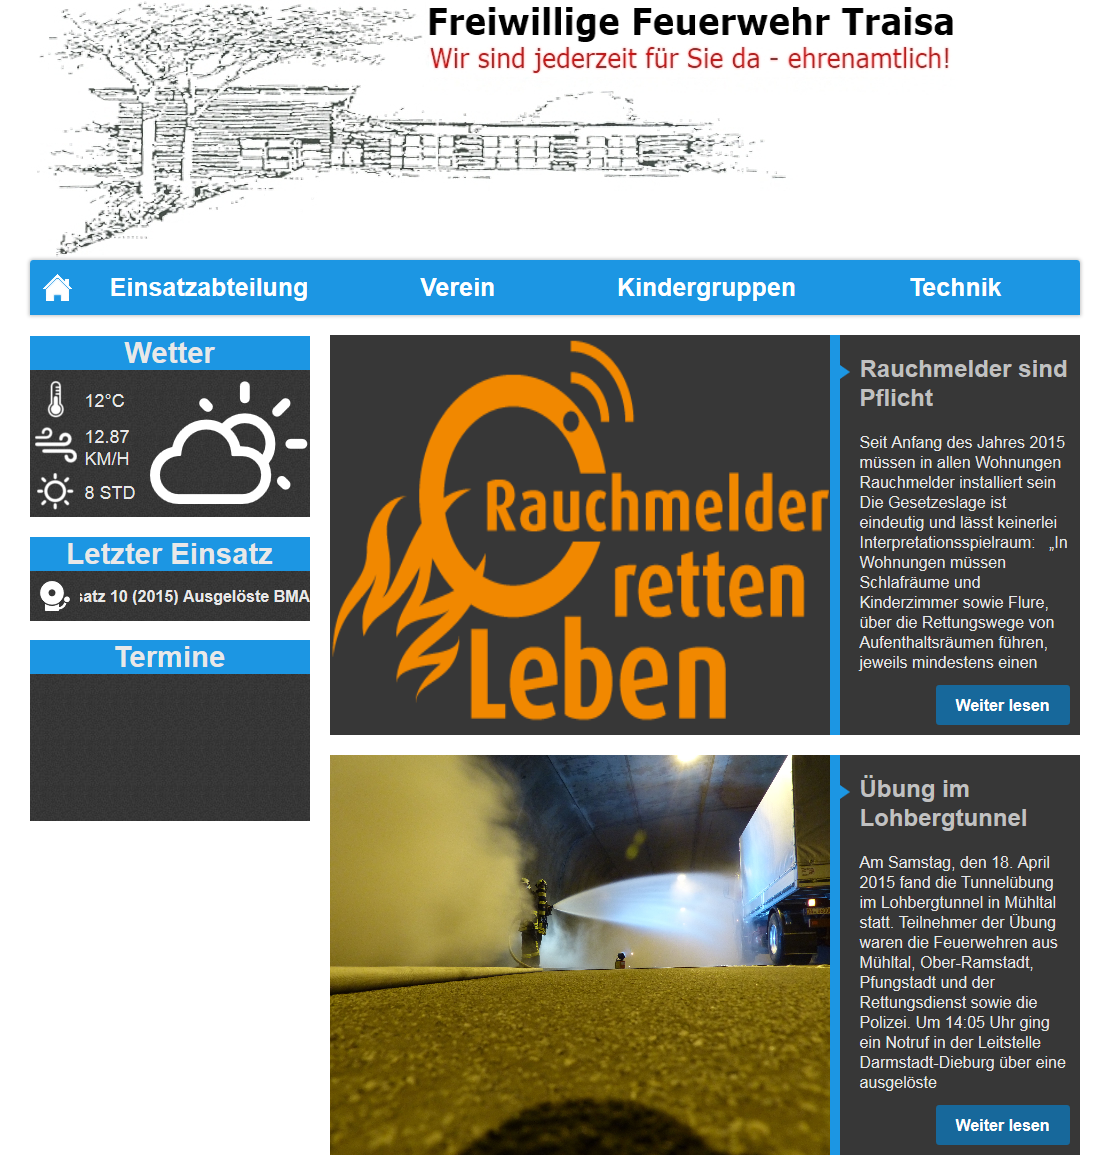 Freiwillige Feuerwehr Traisa
Wir sind jederzeit für Sie da - ehrenamtlich!
Einsatzabteilung Verein Kindergruppen Technik
Wetter
12°C
12.87
KM/H
8 STD
Letzter Einsatz
satz 10 (2015) Ausgelöste BMA
Termine
Rauchmelder
retten
Leben
Rauchmelder sind
Pflicht
Seit Anfang des Jahres 2015
müssen in allen Wohnungen
Rauchmelder installiert sein
Die Gesetzeslage ist
eindeutig und lässt keinerlei
Interpretationsspielraum: „In
Wohnungen müssen
Schlafräume und
Kinderzimmer sowie Flure,
über die Rettungswege von
Aufenthaltsräumen führen,
jeweils mindestens einen
Weiter lesen
Übung im
Lohbergtunnel
Am Samstag, den 18. April
2015 fand die Tunnelübung
im Lohbergtunnel in Mühltal
statt. Teilnehmer der Übung
waren die Feuerwehren aus
Mühltal, Ober-Ramstadt,
Pfungstadt und der
Rettungsdienst sowie die
Polizei. Um 14:05 Uhr ging
ein Notruf in der Leitstelle
Darmstadt-Dieburg über eine
ausgelöste
Weiter lesen